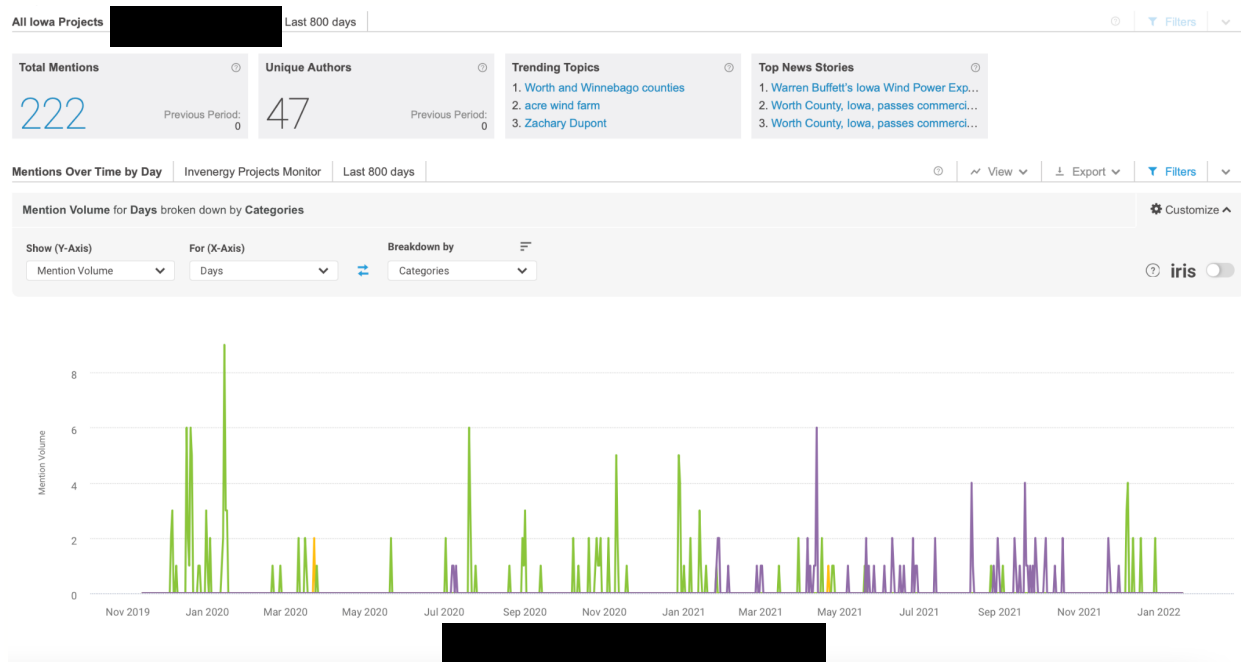 All Iowa Projects Last 800 days Filters
Total Mentions Unique Authors Trending Topics Top News Stories
222 Previous Period: 0
47 Previous Period: 0
1. Worth and Winnebago counties
2. acre wind farm
3. Zachary Dupont
1. Warren Buffett's Iowa Wind Power Exp...
2. Worth County, Iowa, passes commerci...
3. Worth County, Iowa, passes commerci...
Mentions Over Time by Day Invenergy Projects Monitor Last 800 days View Export Filters
Mention Volume for Days broken down by Categories Customize
Show (Y-Axis) For (X-Axis) Breakdown by
Mention Volume Days Categories iris
Mention Volume
8
6
4
2
0
Nov 2019 Jan 2020 Mar 2020 May 2020 Jul 2020 Sep 2020 Nov 2020 Jan 2021 Mar 2021 May 2021 Jul 2021 Sep 2021 Nov 2021 Jan 2022